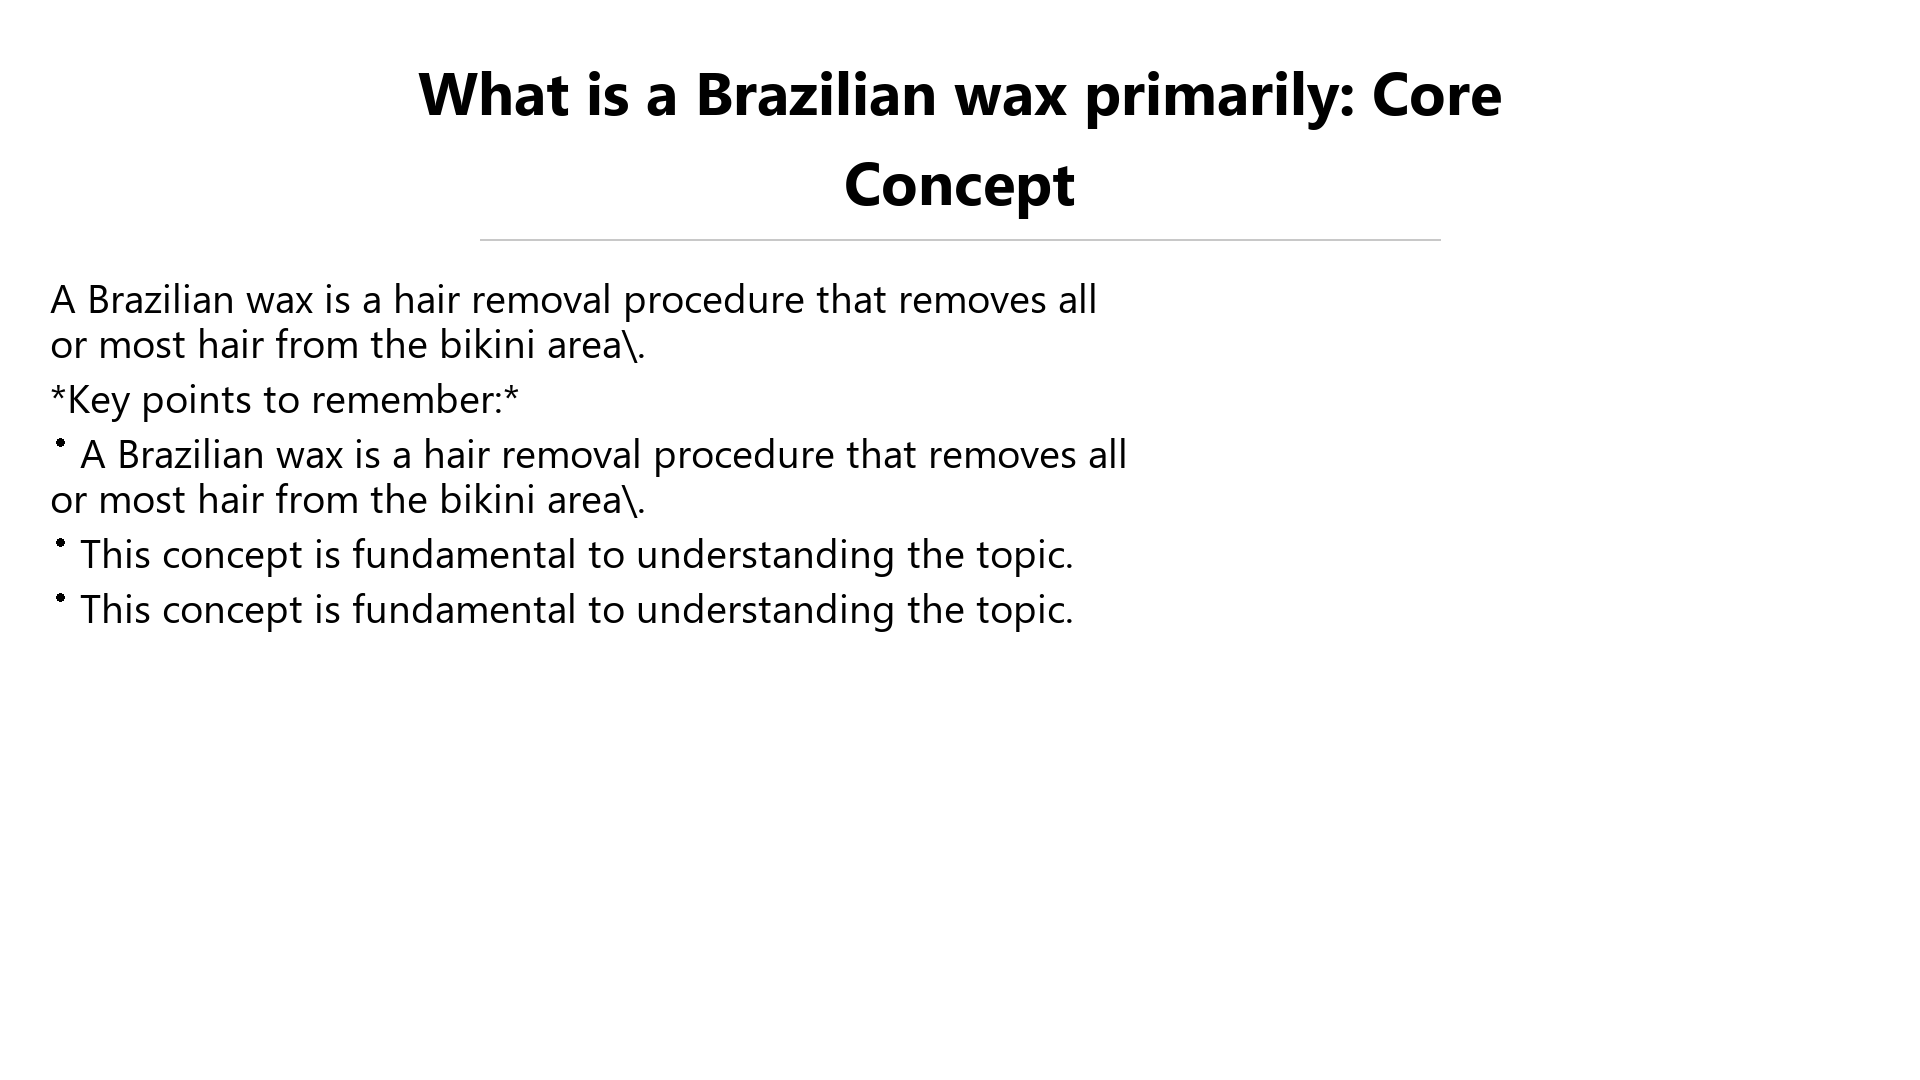 What is a Brazilian wax primarily: Core
Concept
A Brazilian wax is a hair removal procedure that removes all
or most hair from the bikini area\.
*Key points to remember:*
• A Brazilian wax is a hair removal procedure that removes all
or most hair from the bikini area\.
• This concept is fundamental to understanding the topic.
• This concept is fundamental to understanding the topic.